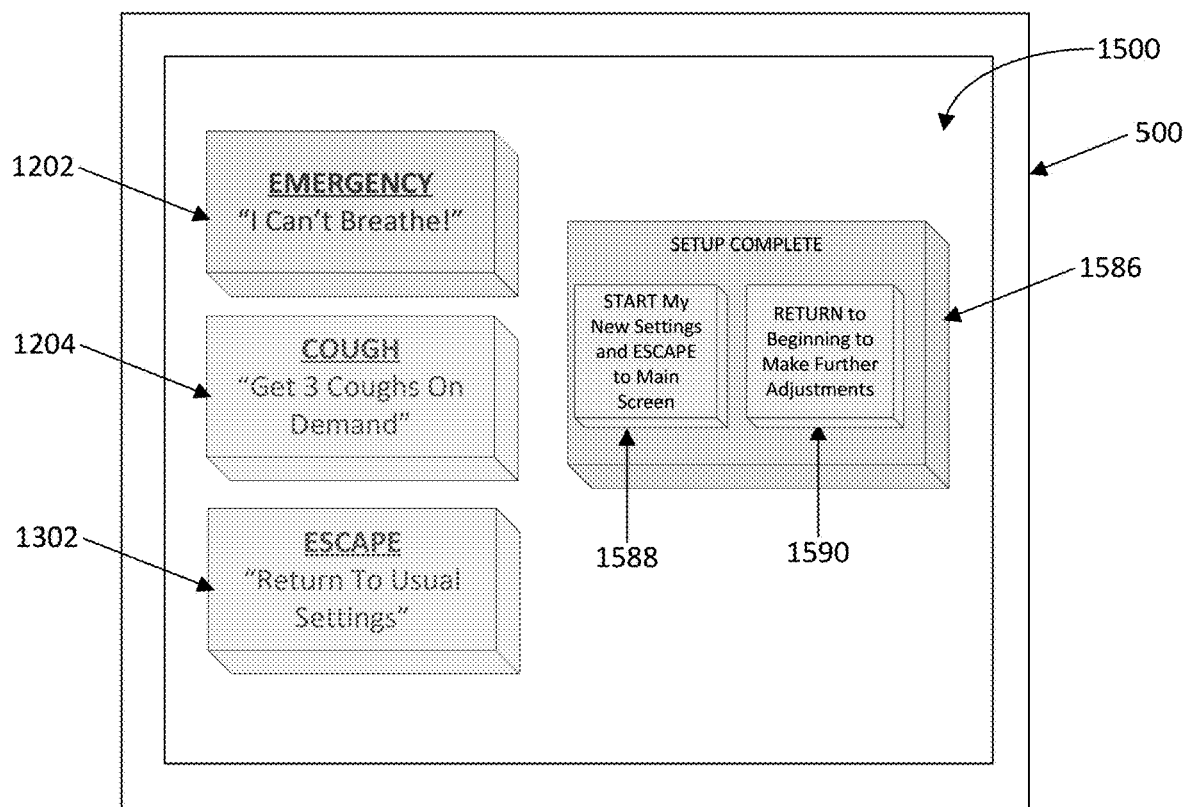 1500
500
1202
EMERGENCY
“I Can’t Breathe!”
SETUP COMPLETE
1586
START My
New Settings
and ESCAPE
to Main
Screen
RETURN to
Beginning to
Make Further
Adjustments
1204
COUGH
“Get 3 Coughs On
Demand”
1588
1590
1302
ESCAPE
“Return To Usual
Settings”